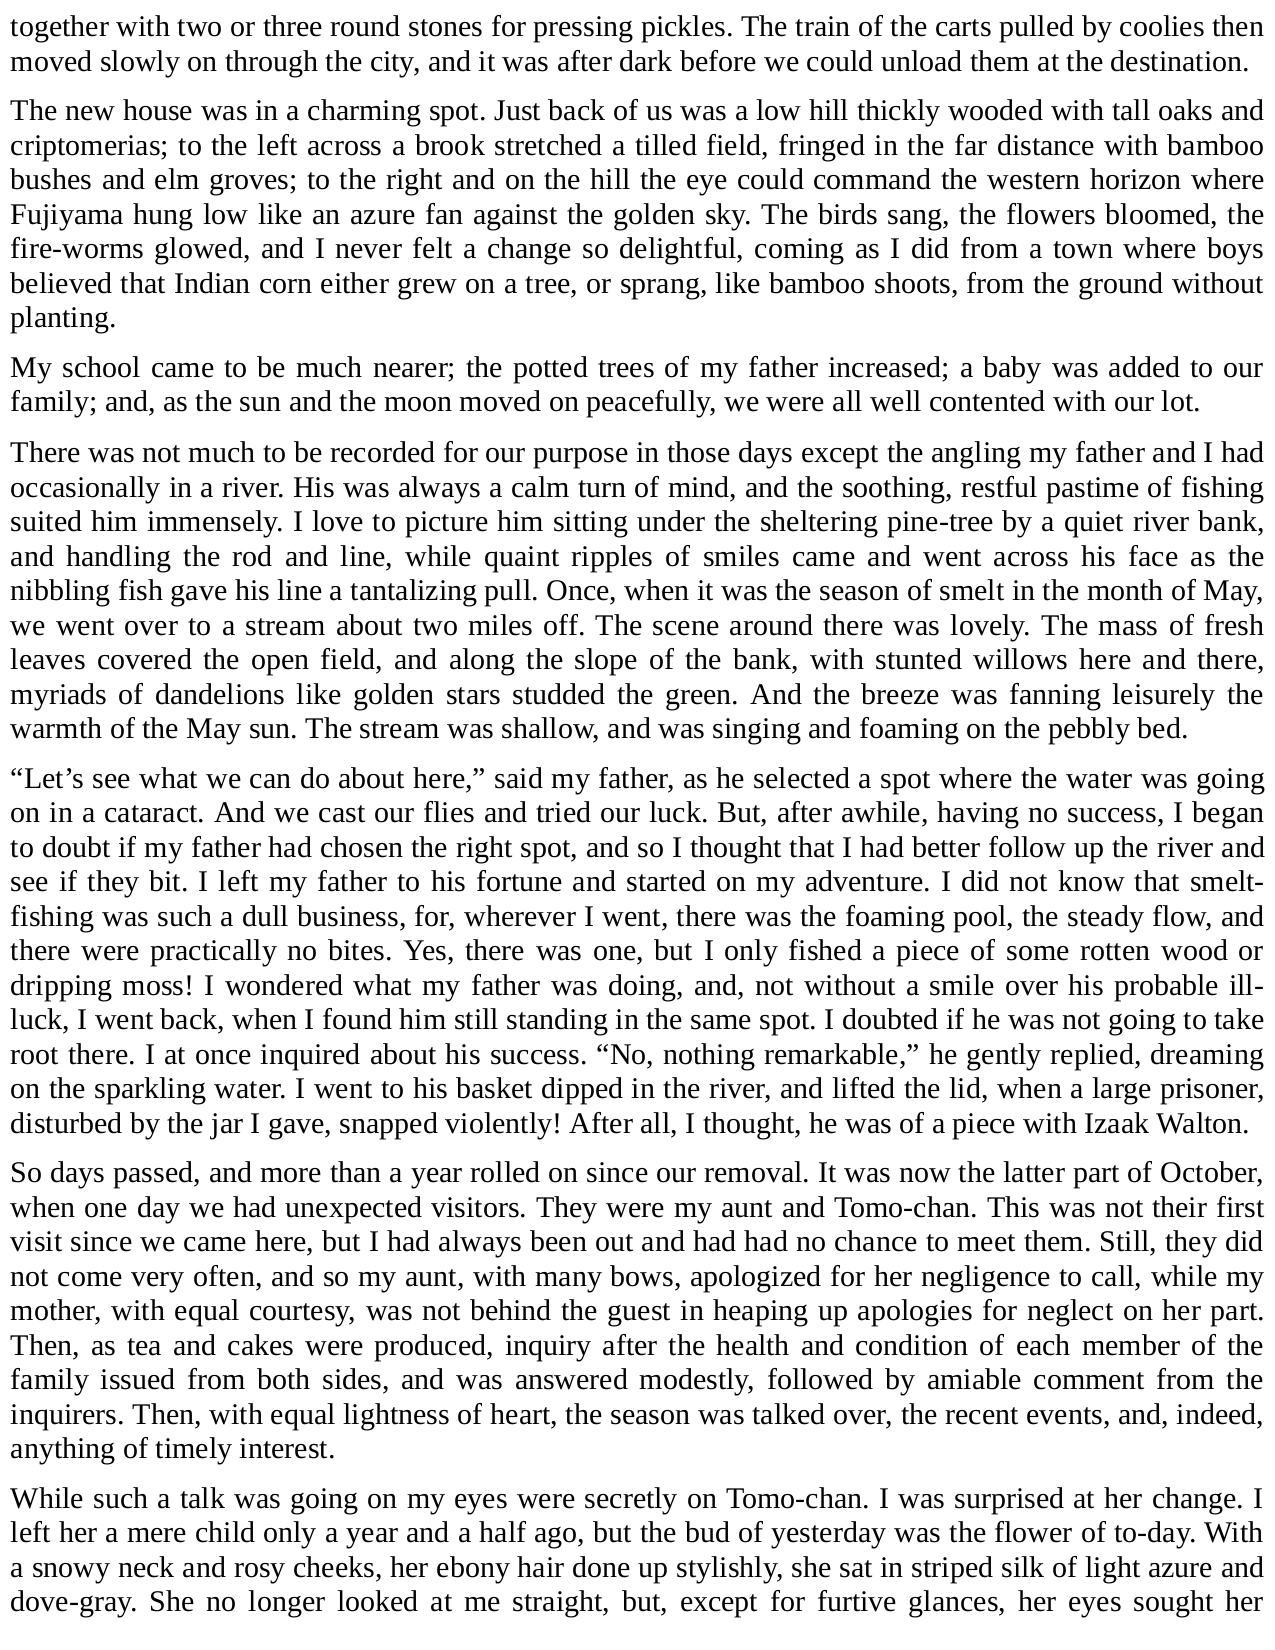 together with two or three round stones for pressing pickles. The train of the carts pulled by coolies then
moved slowly on through the city, and it was after dark before we could unload them at the destination.
The new house was in a charming spot. Just back of us was a low hill thickly wooded with tall oaks and
criptomerias; to the left across a brook stretched a tilled field, fringed in the far distance with bamboo
bushes and elm groves; to the right and on the hill the eye could command the western horizon where
Fujiyama hung low like an azure fan against the golden sky. The birds sang, the flowers bloomed, the
fire-worms glowed, and I never felt a change so delightful, coming as I did from a town where boys
believed that Indian corn either grew on a tree, or sprang, like bamboo shoots, from the ground without
planting.
My school came to be much nearer; the potted trees of my father increased; a baby was added to our
family; and, as the sun and the moon moved on peacefully, we were all well contented with our lot.
There was not much to be recorded for our purpose in those days except the angling my father and I had
occasionally in a river. His was always a calm turn of mind, and the soothing, restful pastime of fishing
suited him immensely. I love to picture him sitting under the sheltering pine-tree by a quiet river bank,
and handling the rod and line, while quaint ripples of smiles came and went across his face as the
nibbling fish gave his line a tantalizing pull. Once, when it was the season of smelt in the month of May,
we went over to a stream about two miles off. The scene around there was lovely. The mass of fresh
leaves covered the open field, and along the slope of the bank, with stunted willows here and there,
myriads of dandelions like golden stars studded the green. And the breeze was fanning leisurely the
warmth of the May sun. The stream was shallow, and was singing and foaming on the pebbly bed.
“Let’s see what we can do about here,” said my father, as he selected a spot where the water was going
on in a cataract. And we cast our flies and tried our luck. But, after awhile, having no success, I began
to doubt if my father had chosen the right spot, and so I thought that I had better follow up the river and
see if they bit. I left my father to his fortune and started on my adventure. I did not know that smelt-
fishing was such a dull business, for, wherever I went, there was the foaming pool, the steady flow, and
there were practically no bites. Yes, there was one, but I only fished a piece of some rotten wood or
dripping moss! I wondered what my father was doing, and, not without a smile over his probable ill-
luck, I went back, when I found him still standing in the same spot. I doubted if he was not going to take
root there. I at once inquired about his success. “No, nothing remarkable,” he gently replied, dreaming
on the sparkling water. I went to his basket dipped in the river, and lifted the lid, when a large prisoner,
disturbed by the jar I gave, snapped violently! After all, I thought, he was of a piece with Izaak Walton.
So days passed, and more than a year rolled on since our removal. It was now the latter part of October,
when one day we had unexpected visitors. They were my aunt and Tomo-chan. This was not their first
visit since we came here, but I had always been out and had had no chance to meet them. Still, they did
not come very often, and so my aunt, with many bows, apologized for her negligence to call, while my
mother, with equal courtesy, was not behind the guest in heaping up apologies for neglect on her part.
Then, as tea and cakes were produced, inquiry after the health and condition of each member of the
family issued from both sides, and was answered modestly, followed by amiable comment from the
inquirers. Then, with equal lightness of heart, the season was talked over, the recent events, and, indeed,
anything of timely interest.
While such a talk was going on my eyes were secretly on Tomo-chan. I was surprised at her change. I
left her a mere child only a year and a half ago, but the bud of yesterday was the flower of to-day. With
a snowy neck and rosy cheeks, her ebony hair done up stylishly, she sat in striped silk of light azure and
dove-gray. She no longer looked at me straight, but, except for furtive glances, her eyes sought her